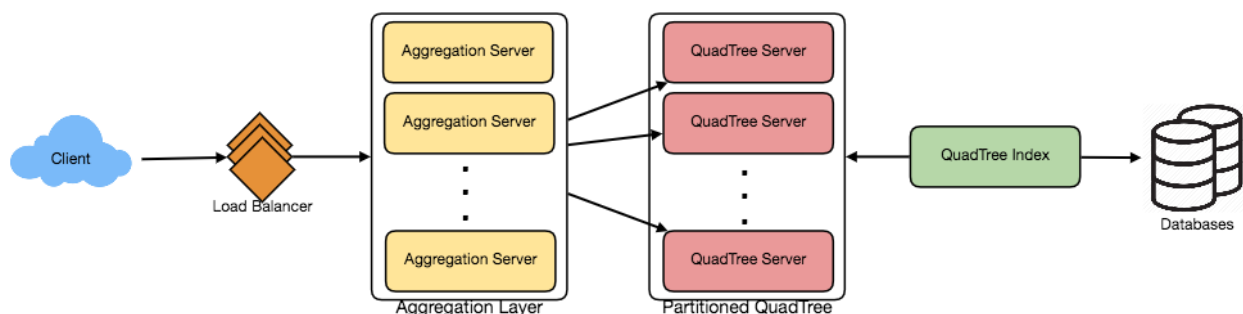 Client
Load Balancer
Aggregation Server
Aggregation Server
Aggregation Server
Aggregation Layer
QuadTree Server
QuadTree Server
QuadTree Server
Partitioned QuadTree
QuadTree Index
Databases